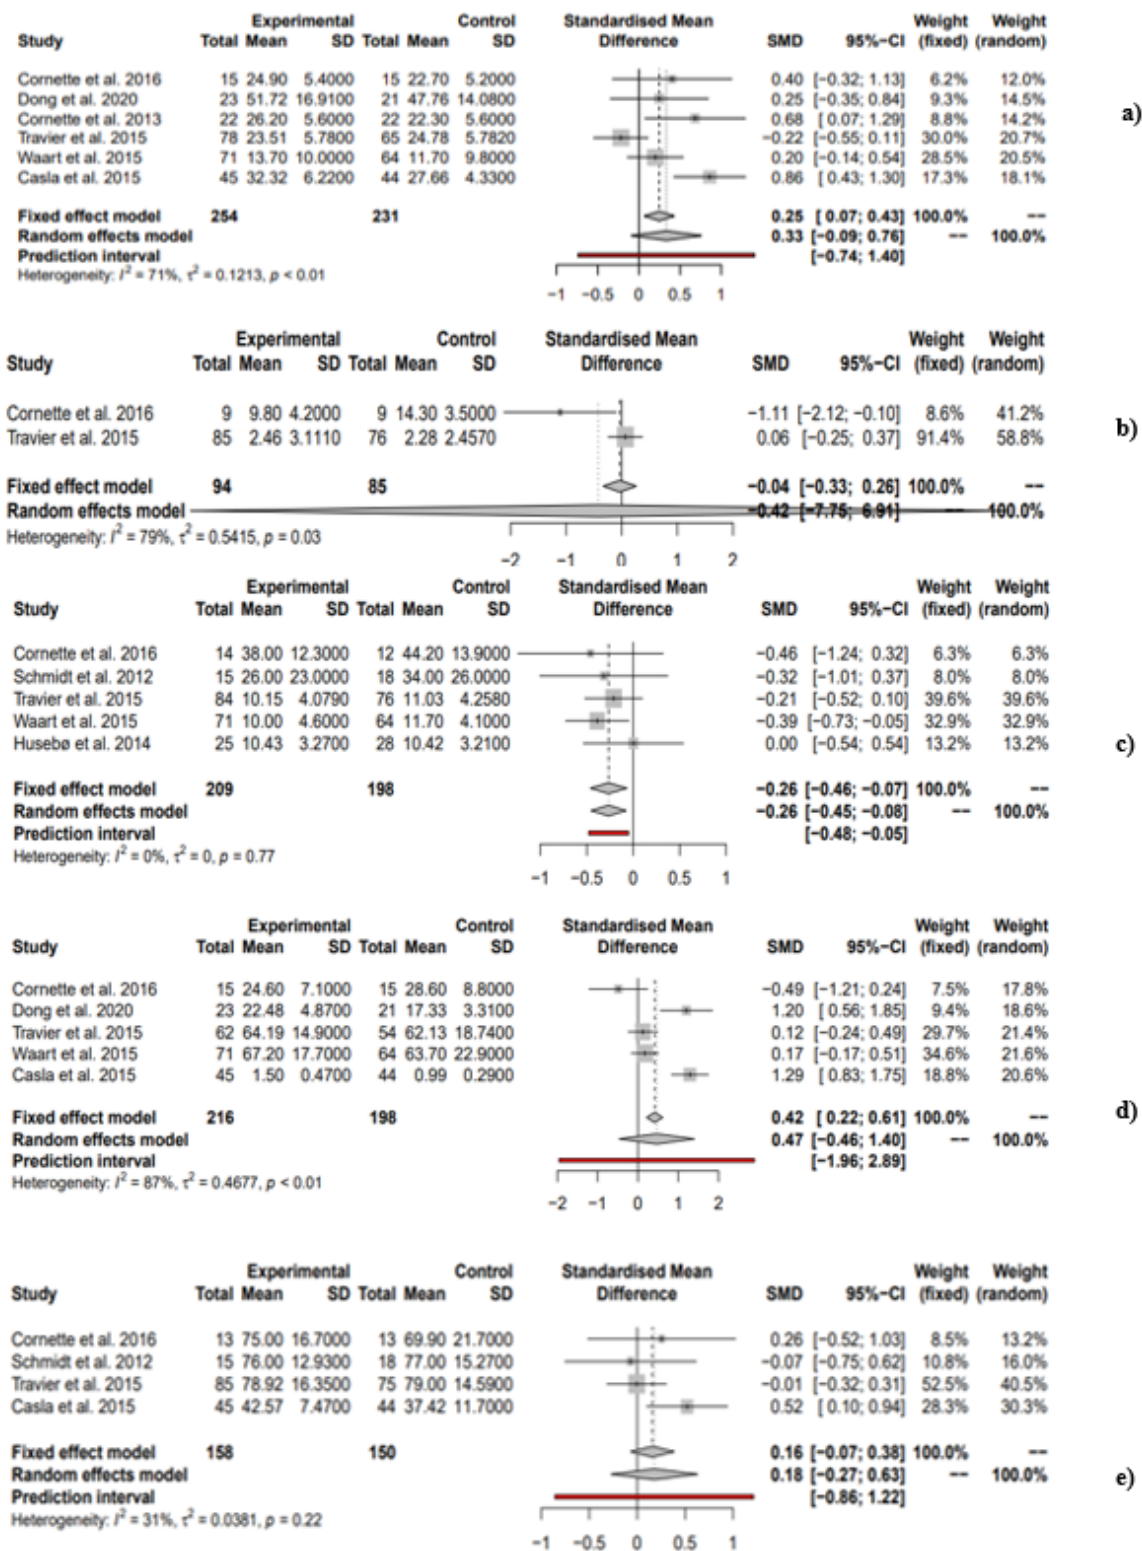 Experimental Control Standardised Mean Weight Weight
Study Total Mean SD Total Mean SD Difference SMD 95%−CI (fixed) (random)
Cornette et al. 2016 15 24.90 5.4000 15 22.70 5.2000 0.40 [−0.32; 1.13] 6.2% 12.0%
Dong et al. 2020 23 51.72 16.9100 21 47.76 14.0800 0.25 [−0.35; 0.84] 9.3% 14.5%
a)
Cornette et al. 2013 22 26.20 5.6000 22 22.30 5.6000 0.68 [ 0.07; 1.29] 8.8% 14.2%
Travier et al. 2015 78 23.51 5.7800 65 24.78 5.7820 −0.22 [−0.55; 0.11] 30.0% 20.7%
Waart et al. 2015 71 13.70 10.0000 64 11.70 9.8000 0.20 [−0.14; 0.54] 28.5% 20.5%
Casla et al. 2015 45 32.32 6.2200 44 27.66 4.3300 0.86 [ 0.43; 1.30] 17.3% 18.1%
Fixed effect model 254 231 0.25 [ 0.07; 0.43] 100.0% −−
Random effects model 0.33 [−0.09; 0.76] −− 100.0%
Prediction interval [−0.74; 1.40]
Heterogeneity: I² = 71%, τ² = 0.1213, p < 0.01
−1 −0.5 0 0.5 1
Experimental Control Standardised Mean Weight Weight
Study Total Mean SD Total Mean SD Difference SMD 95%−CI (fixed) (random)
Cornette et al. 2016 9 9.80 4.2000 9 14.30 3.5000 −1.11 [−2.12; −0.10] 8.6% 41.2%
b)
Travier et al. 2015 85 2.46 3.1110 76 2.28 2.4570 0.06 [−0.25; 0.37] 91.4% 58.8%
Fixed effect model 94 85 −0.04 [−0.33; 0.26] 100.0% −−
Random effects model −0.42 [−7.75; 6.91] −− 100.0%
Heterogeneity: I² = 79%, τ² = 0.5415, p = 0.03
−2 −1 0 1 2
Experimental Control Standardised Mean Weight Weight
Study Total Mean SD Total Mean SD Difference SMD 95%−CI (fixed) (random)
Cornette et al. 2016 14 38.00 12.3000 12 44.20 13.9000 −0.46 [−1.24; 0.32] 6.3% 6.3%
Schmidt et al. 2012 15 26.00 23.0000 18 34.00 26.0000 −0.32 [−1.01; 0.37] 8.0% 8.0%
Travier et al. 2015 84 10.15 4.0790 76 11.03 4.2580 −0.21 [−0.52; 0.10] 39.6% 39.6%
Waart et al. 2015 71 10.00 4.6000 64 11.70 4.1000 −0.39 [−0.73; −0.05] 32.9% 32.9%
Husebø et al. 2014 25 10.43 3.2700 28 10.42 3.2100 0.00 [−0.54; 0.54] 13.2% 13.2%
c)
Fixed effect model 209 198 −0.26 [−0.46; −0.07] 100.0% −−
Random effects model −0.26 [−0.45; −0.08] −− 100.0%
Prediction interval [−0.48; −0.05]
Heterogeneity: I² = 0%, τ² = 0, p = 0.77
−1 −0.5 0 0.5 1
Experimental Control Standardised Mean Weight Weight
Study Total Mean SD Total Mean SD Difference SMD 95%−CI (fixed) (random)
Cornette et al. 2016 15 24.60 7.1000 15 28.60 8.8000 −0.49 [−1.21; 0.24] 7.5% 17.8%
Dong et al. 2020 23 22.48 4.8700 21 17.33 3.3100 1.20 [ 0.56; 1.85] 9.4% 18.6%
Travier et al. 2015 62 64.19 14.9000 54 62.13 18.7400 0.12 [−0.24; 0.49] 29.7% 21.4%
Waart et al. 2015 71 67.20 17.7000 64 63.70 22.9000 0.17 [−0.17; 0.51] 34.6% 21.6%
Casla et al. 2015 45 1.50 0.4700 44 0.99 0.2900 1.29 [ 0.83; 1.75] 18.8% 20.6%
d)
Fixed effect model 216 198 0.42 [ 0.22; 0.61] 100.0% −−
Random effects model 0.47 [−0.46; 1.40] −− 100.0%
Prediction interval [−1.96; 2.89]
Heterogeneity: I² = 87%, τ² = 0.4677, p < 0.01
−2 −1 0 1 2
Experimental Control Standardised Mean Weight Weight
Study Total Mean SD Total Mean SD Difference SMD 95%−CI (fixed) (random)
Cornette et al. 2016 13 75.00 16.7000 13 69.90 21.7000 0.26 [−0.52; 1.03] 8.5% 13.2%
Schmidt et al. 2012 15 76.00 12.9300 18 77.00 15.2700 −0.07 [−0.75; 0.62] 10.8% 16.0%
Travier et al. 2015 85 78.92 16.3500 75 79.00 14.5900 −0.01 [−0.32; 0.31] 52.5% 40.5%
Casla et al. 2015 45 42.57 7.4700 44 37.42 11.7000 0.52 [ 0.10; 0.94] 28.3% 30.3%
Fixed effect model 158 150 0.16 [−0.07; 0.38] 100.0% −−
Random effects model 0.18 [−0.27; 0.63] −− 100.0%
e)
Prediction interval [−0.86; 1.22]
Heterogeneity: I² = 31%, τ² = 0.0381, p = 0.22
−1 −0.5 0 0.5 1